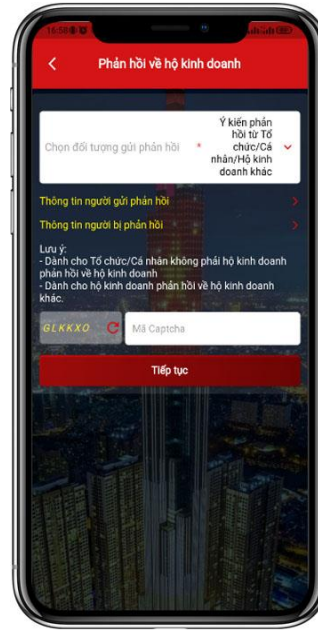 16:58
Phản hồi về hộ kinh doanh
Ý kiến phản
hồi từ Tổ
Chọn đối tượng gửi phản hồi * chức/Cá
nhân/Hộ kinh
doanh khác
Thông tin người gửi phản hồi
Thông tin người bị phản hồi
Lưu ý:
- Dành cho Tổ chức/Cá nhân không phải hộ kinh doanh
phản hồi về hộ kinh doanh
- Dành cho hộ kinh doanh phản hồi về hộ kinh doanh
khác.
GLKKXO Mã Captcha
Tiếp tục